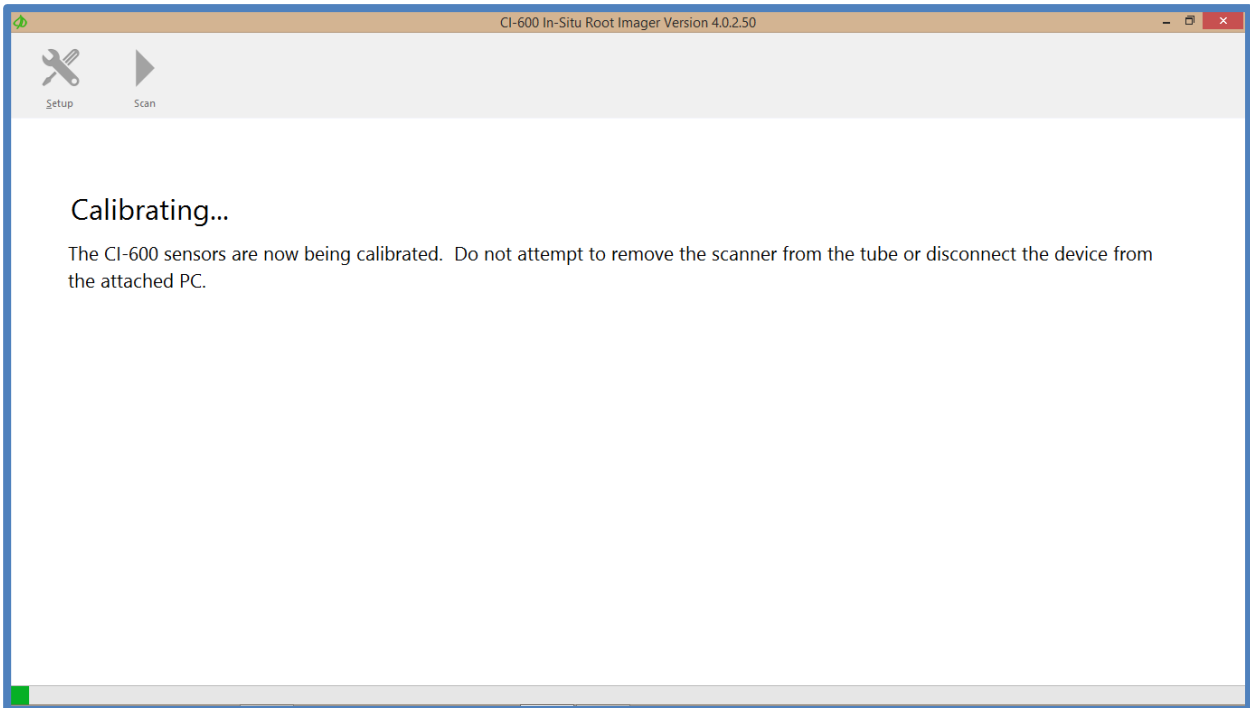 CI-600 In-Situ Root Imager Version 4.0.2.50
Setup
Scan
Calibrating...
The CI-600 sensors are now being calibrated.  Do not attempt to remove the scanner from the tube or disconnect the device from
the attached PC.